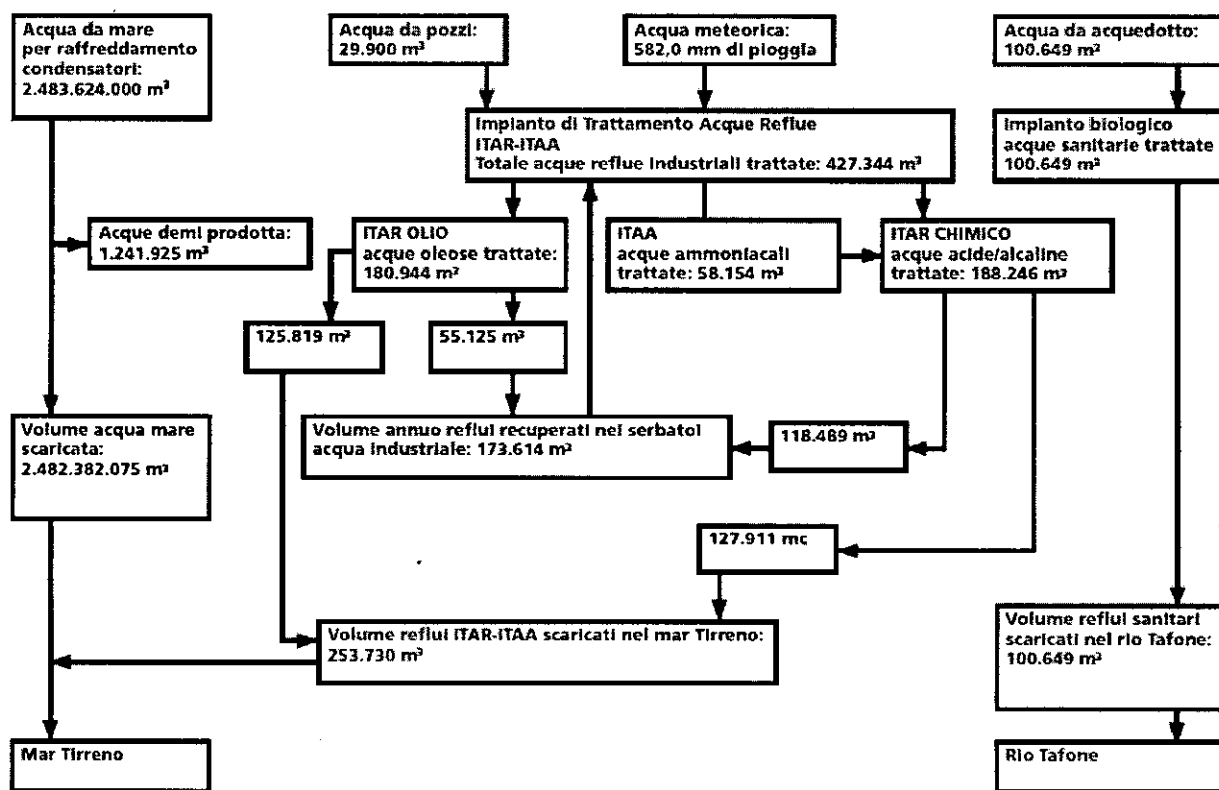 Acqua da mare
per raffreddamento
condensatori:
2.483.624.000 m³
Acqua da pozzi:
29.900 m³
Acqua meteorica:
582,0 mm di pioggia
Acqua da acquedotto:
100.649 m³
Impianto di Trattamento Acque Reflue
ITAR-ITAA
Totale acque reflue industriali trattate: 427.344 m³
Impianto biologico
acque sanitarie trattate
100.649 m³
Acque demi prodotta:
1.241.925 m³
ITAR OLIO
acque oleose trattate:
180.944 m³
ITAA
acque ammoniacali
trattate: 58.154 m³
ITAR CHIMICO
acque acide/alcaline
trattate: 188.246 m³
125.819 m³
55.125 m³
Volume acqua mare
scaricata:
2.482.382.075 m³
Volume annuo reflui recuperati nei serbatoi
acqua industriale: 173.614 m³
118.489 m³
127.911 mc
Volume reflui ITAR-ITAA scaricati nel mar Tirreno:
253.730 m³
Volume reflui sanitari
scaricati nel rio Tafone:
100.649 m³
Mar Tirreno
Rio Tafone